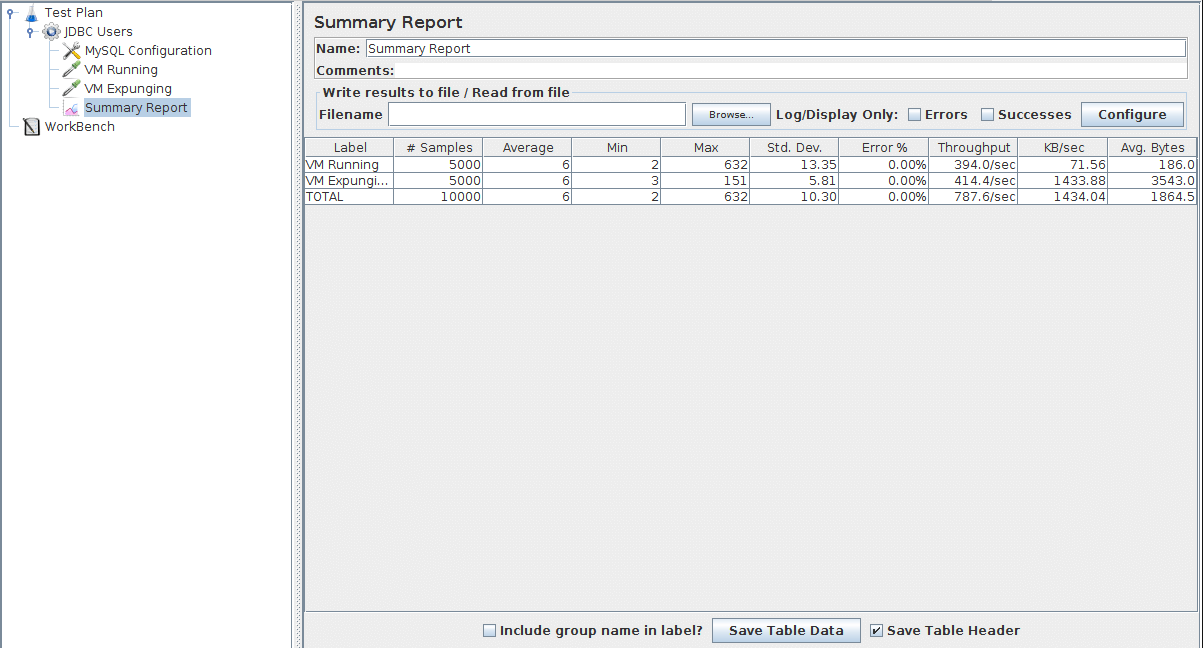 Test Plan
JDBC Users
MySQL Configuration
VM Running
VM Expunging
Summary Report
WorkBench
Summary Report
Name: Summary Report
Comments:
Write results to file / Read from file
Filename Browse... Log/Display Only: Errors Successes Configure
Label # Samples Average Min Max Std. Dev. Error % Throughput KB/sec Avg. Bytes
VM Running 5000 6 2 632 13.35 0.00% 394.0/sec 71.56 186.0
VM Expungi... 5000 6 3 151 5.81 0.00% 414.4/sec 1433.88 3543.0
TOTAL 10000 6 2 632 10.30 0.00% 787.6/sec 1434.04 1864.5
Include group name in label? Save Table Data Save Table Header